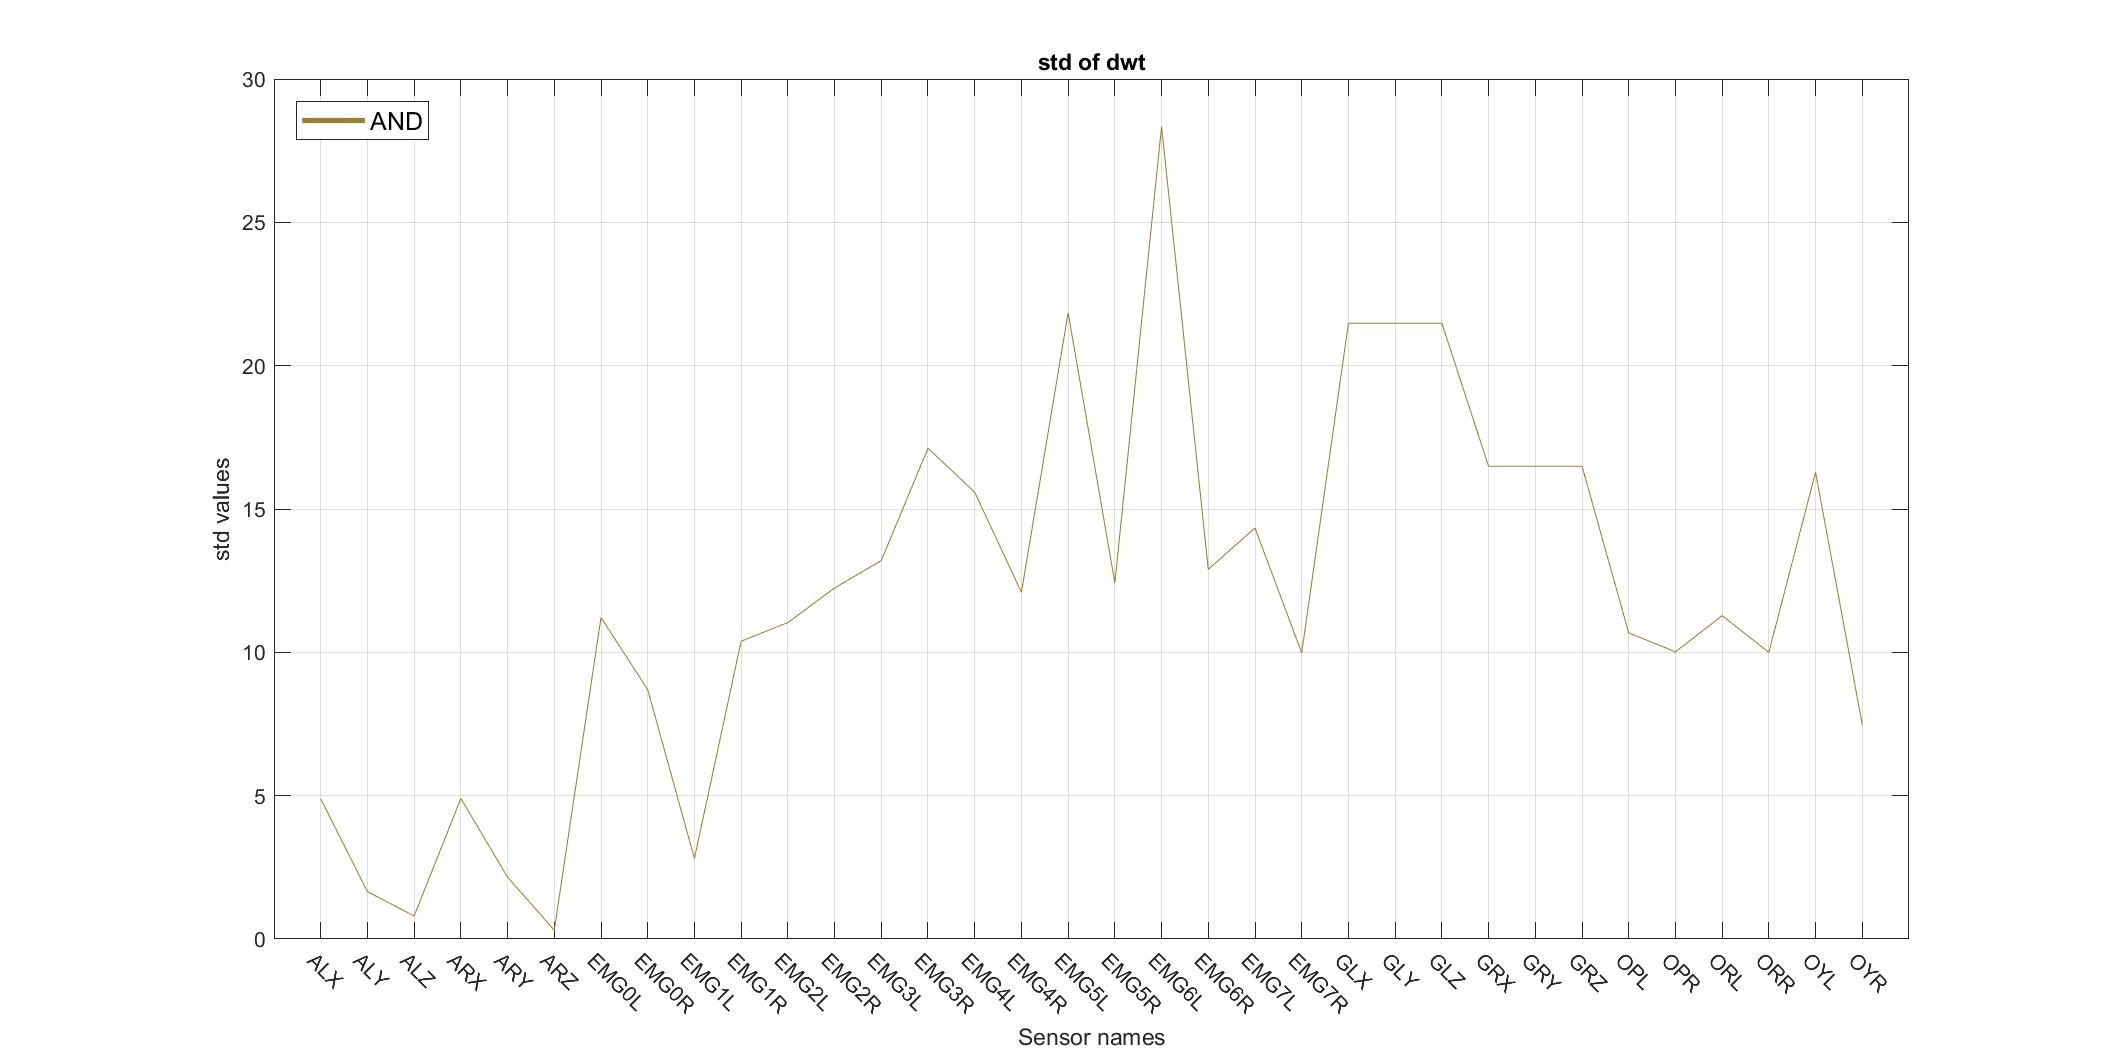 std of dwt
AND
30
25
20
15
10
5
0
std values
ALX
ALY
ALZ
ARX
ARY
ARZ
EMG0L
EMG0R
EMG1L
EMG1R
EMG2L
EMG2R
EMG3L
EMG3R
EMG4L
EMG4R
EMG5L
EMG5R
EMG6L
EMG6R
EMG7L
EMG7R
GLX
GLY
GLZ
GRX
GRY
GRZ
OPL
OPR
ORL
ORR
OYL
OYR
Sensor names